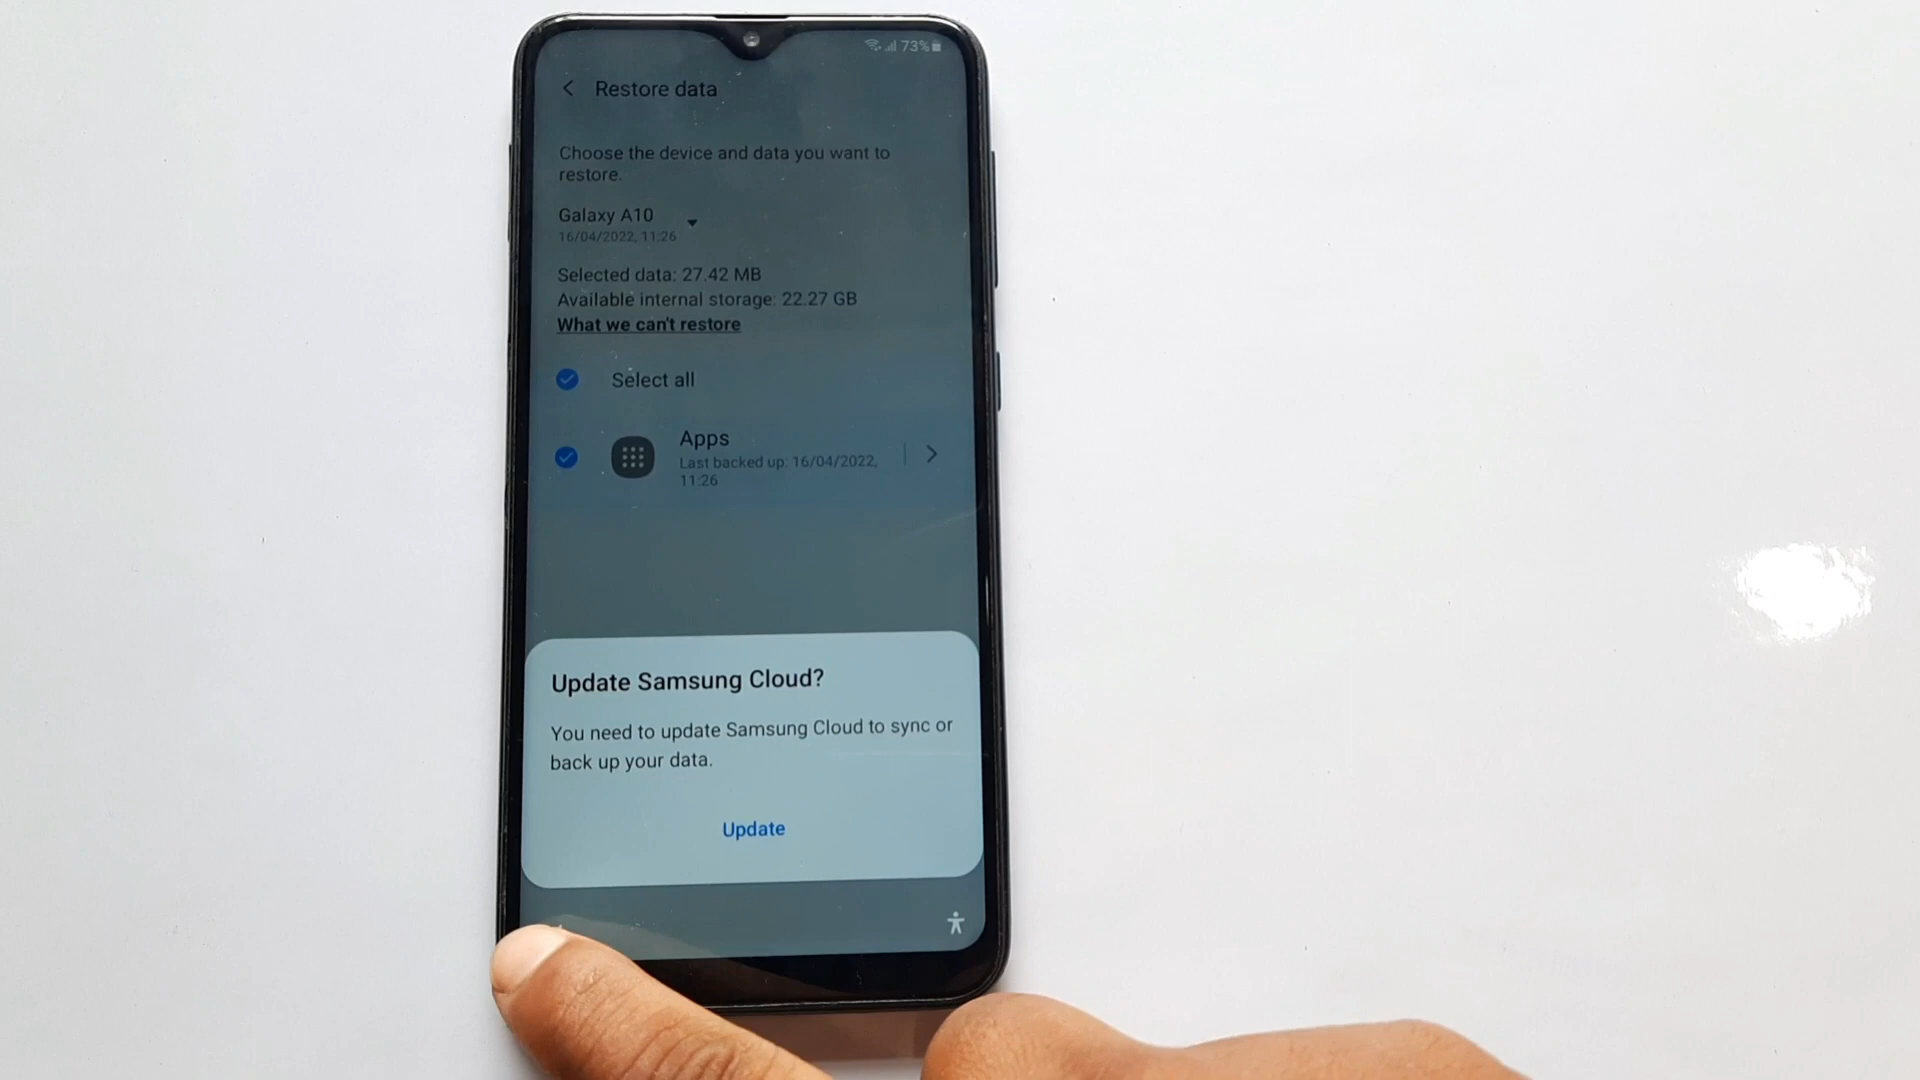 73%
Restore data
Choose the device and data you want to
restore.
Galaxy A10
16/04/2022, 11:26
Selected data: 27.42 MB
Available internal storage: 22.27 GB
What we can't restore
Select all
Apps
Last backed up: 16/04/2022,
11:26
Update Samsung Cloud?
You need to update Samsung Cloud to sync or
back up your data.
Update